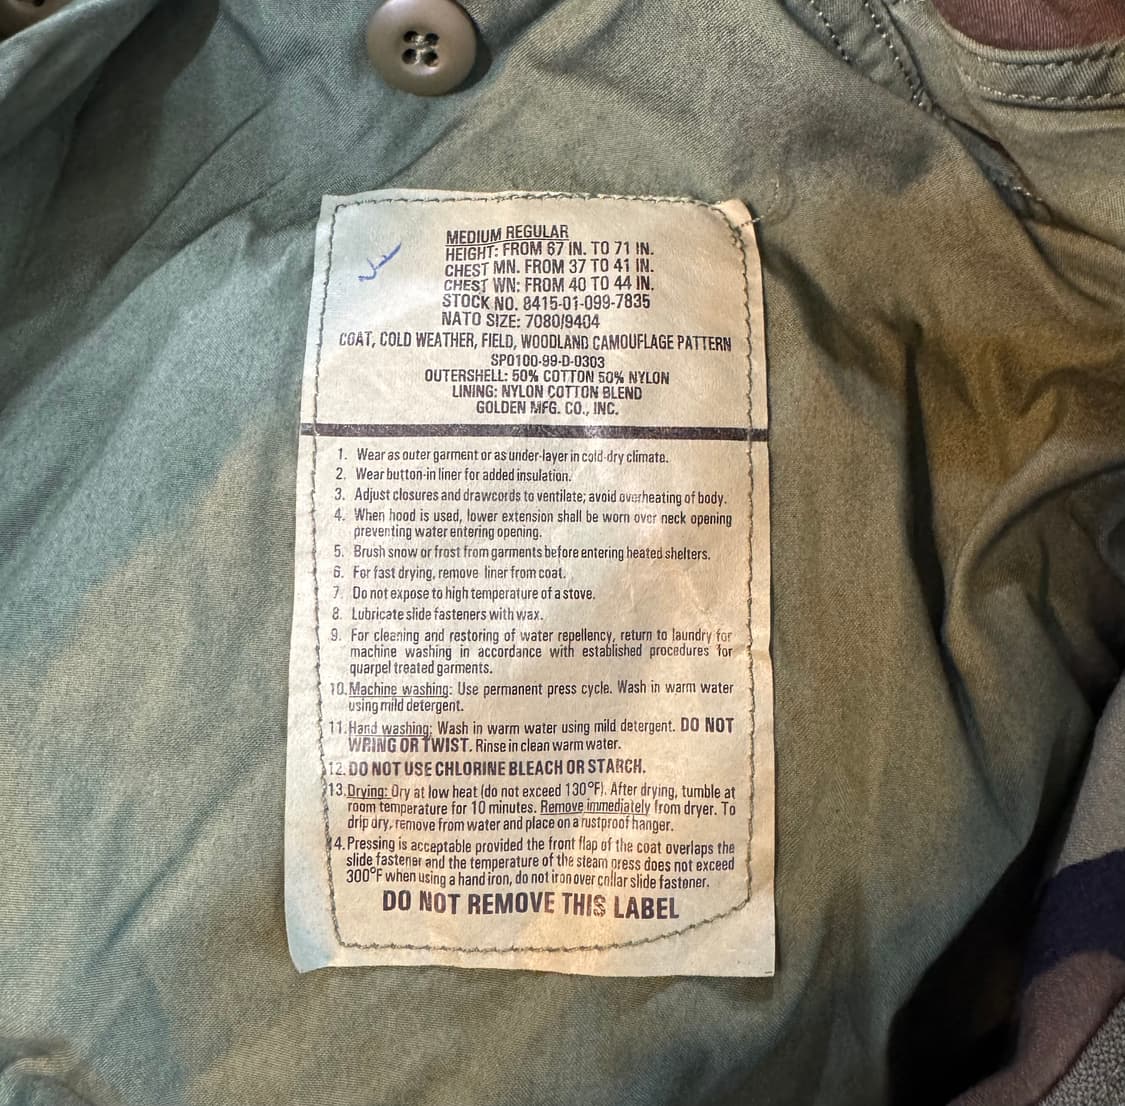 MEDIUM REGULAR
HEIGHT: FROM 67 IN. TO 71 IN.
CHEST MN. FROM 37 TO 41 IN.
CHEST WN: FROM 40 TO 44 IN.
STOCK NO. 8415-01-099-7835
NATO SIZE: 7080/9404
COAT, COLD WEATHER, FIELD, WOODLAND CAMOUFLAGE PATTERN
SPO100-99-D-0303
OUTERSHELL: 50% COTTON 50% NYLON
LINING: NYLON COTTON BLEND
GOLDEN MFG. CO., INC.
1. Wear as outer garment or as under-layer in cold-dry climate.
2. Wear button-in liner for added insulation.
3. Adjust closures and drawcords to ventilate; avoid overheating of body.
4. When hood is used, lower extension shall be worn over neck opening
preventing water entering opening.
5. Brush snow or frost from garments before entering heated shelters.
6. For fast drying, remove liner from coat.
7. Do not expose to high temperature of a stove.
8. Lubricate slide fasteners with wax.
9. For cleaning and restoring of water repellency, return to laundry for
machine washing in accordance with established procedures for
quarpel treated garments.
10. Machine washing: Use permanent press cycle. Wash in warm water
using mild detergent.
11. Hand washing: Wash in warm water using mild detergent. DO NOT
WRING OR TWIST. Rinse in clean warm water.
12. DO NOT USE CHLORINE BLEACH OR STARCH.
13. Drying: Dry at low heat (do not exceed 130°F). After drying, tumble at
room temperature for 10 minutes. Remove immediately from dryer. To
drip dry, remove from water and place on a rustproof hanger.
14. Pressing is acceptable provided the front flap of the coat overlaps the
slide fastener and the temperature of the steam press does not exceed
300°F when using a hand iron, do not iron over collar slide fastener.
DO NOT REMOVE THIS LABEL